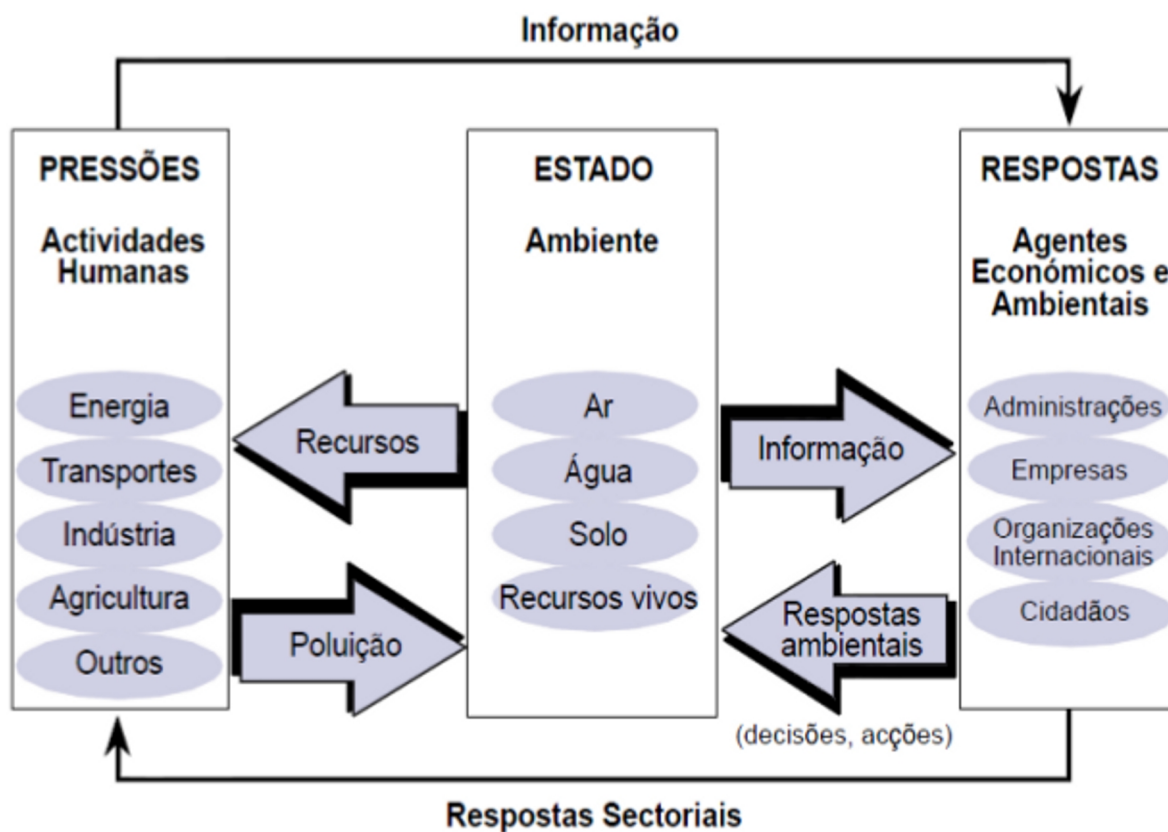 Informação
PRESSÕES
Actividades
Humanas
Energia
Transportes
Indústria
Agricultura
Outros
Recursos
Poluição
ESTADO
Ambiente
Ar
Água
Solo
Recursos vivos
Informação
Respostas
ambientais
(decisões, acções)
RESPOSTAS
Agentes
Económicos e
Ambientais
Administrações
Empresas
Organizações
Internacionais
Cidadãos
Respostas Sectoriais